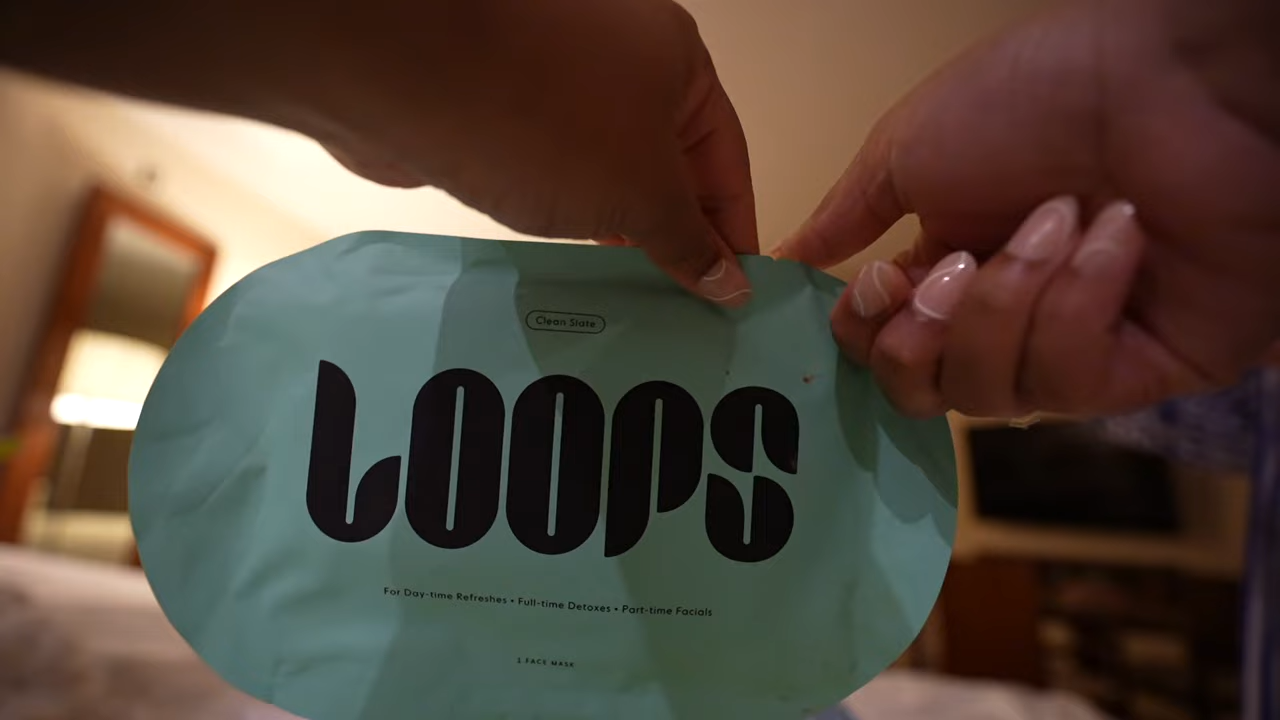 Clean Slate
LOOPS
For Day-time Refreshes • Full-time Detoxes • Part-time Facials
1 FACE MASK